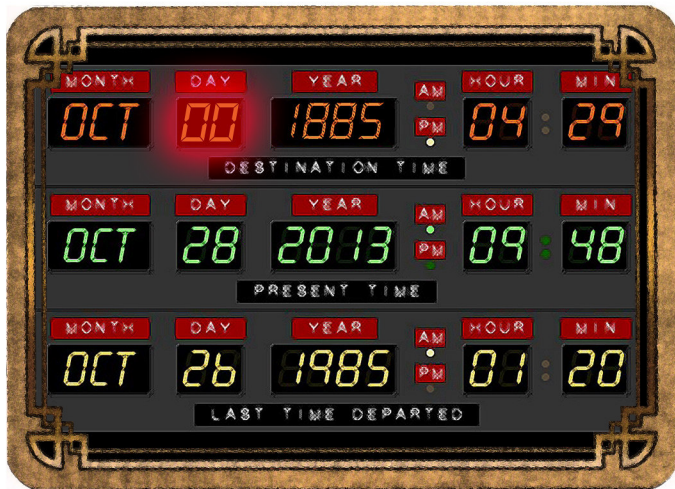 MONTH DAY YEAR AM HOUR MIN
OCT 00 1885 PM 04 : 29
DESTINATION TIME
MONTH DAY YEAR AM HOUR MIN
OCT 28 2013 PM 09 : 48
PRESENT TIME
MONTH DAY YEAR AM HOUR MIN
OCT 26 1985 PM 01 : 20
LAST TIME DEPARTED